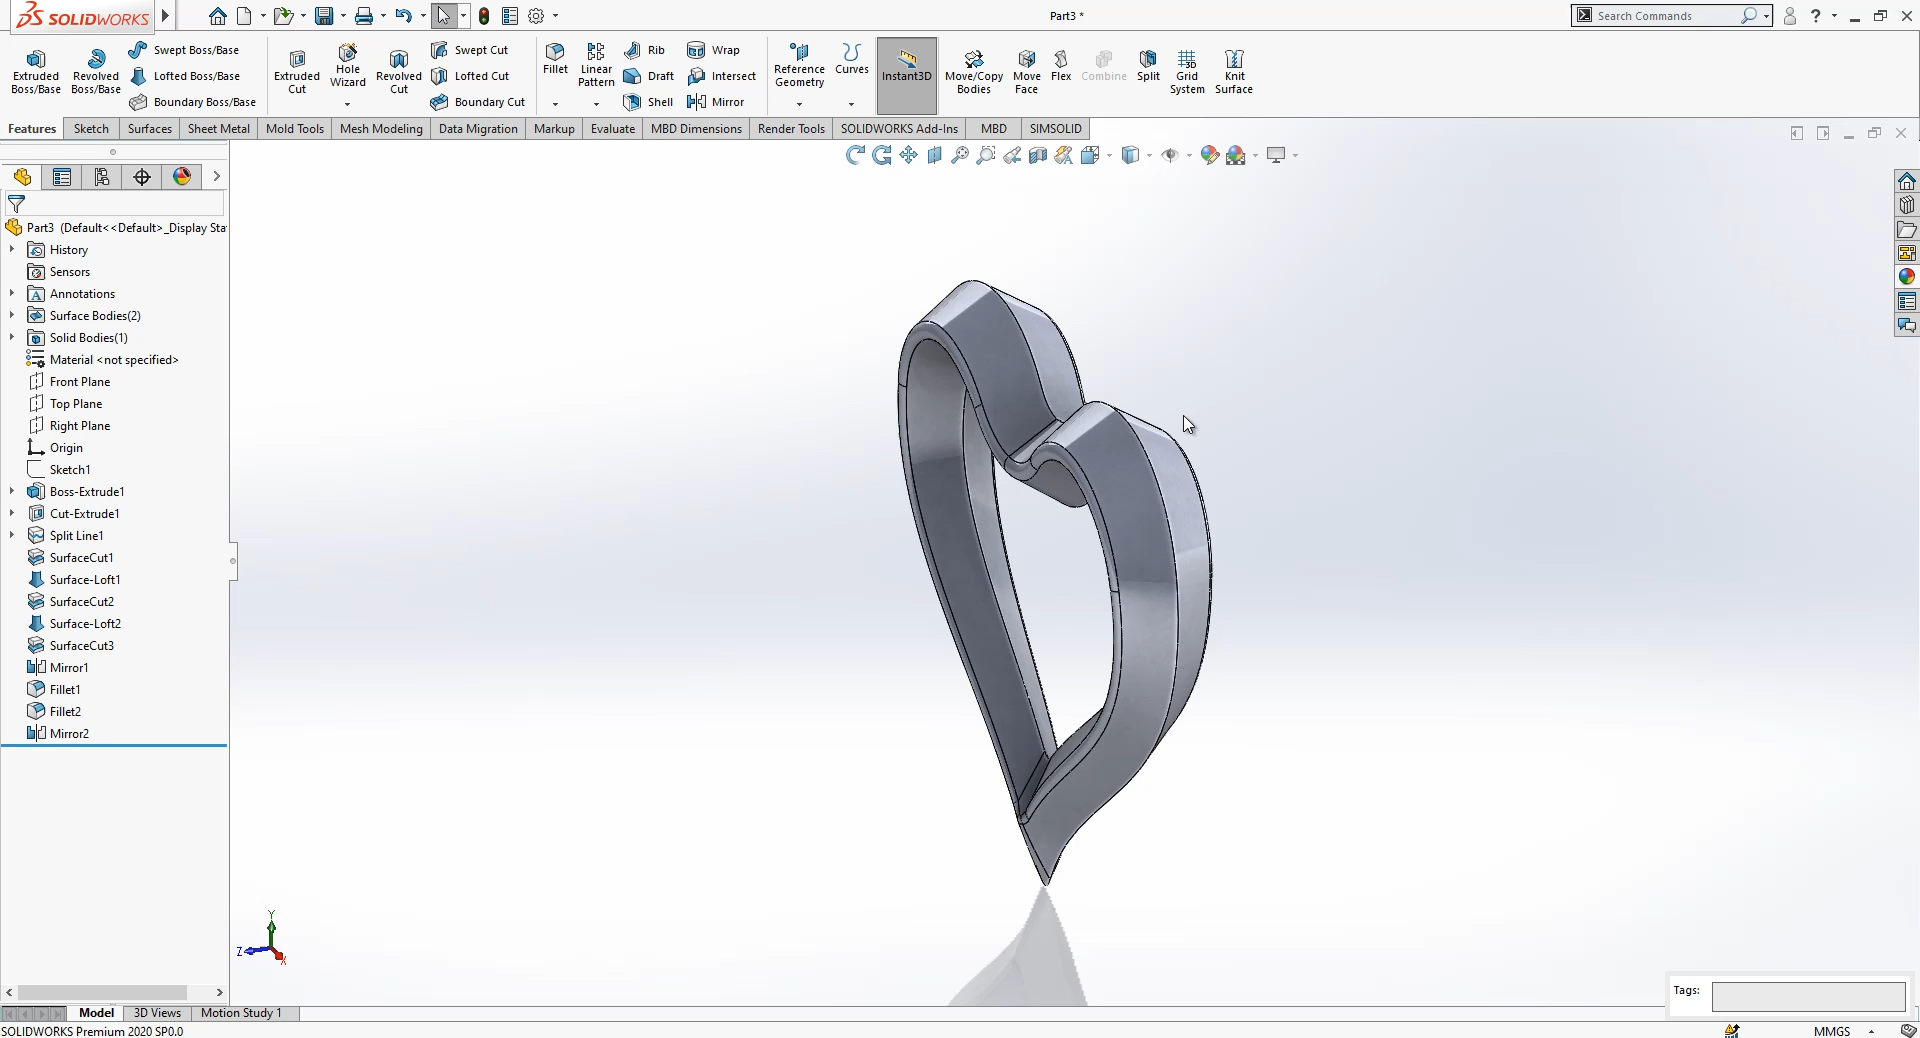 SOLIDWORKS
Part3 *
Search Commands
Extruded Boss/Base
Revolved Boss/Base
Swept Boss/Base
Lofted Boss/Base
Boundary Boss/Base
Extruded Cut
Hole Wizard
Revolved Cut
Swept Cut
Lofted Cut
Boundary Cut
Fillet
Linear Pattern
Rib
Draft
Shell
Wrap
Intersect
Mirror
Reference Geometry
Curves
Instant3D
Move/Copy Bodies
Move Face
Flex
Combine
Split
Grid System
Knit Surface
Features
Sketch
Surfaces
Sheet Metal
Mold Tools
Mesh Modeling
Data Migration
Markup
Evaluate
MBD Dimensions
Render Tools
SOLIDWORKS Add-Ins
MBD
SIMSOLID
Part3 (Default<<Default>_Display Sta
History
Sensors
Annotations
Surface Bodies(2)
Solid Bodies(1)
Material <not specified>
Front Plane
Top Plane
Right Plane
Origin
Sketch1
Boss-Extrude1
Cut-Extrude1
Split Line1
SurfaceCut1
Surface-Loft1
SurfaceCut2
Surface-Loft2
SurfaceCut3
Mirror1
Fillet1
Fillet2
Mirror2
Y
Z
X
Tags:
Model
3D Views
Motion Study 1
SOLIDWORKS Premium 2020 SP0.0
MMGS